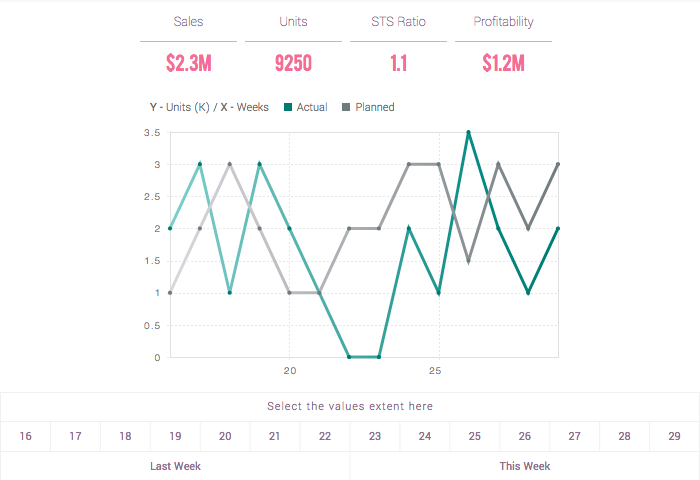 Sales Units STS Ratio Profitability
$2.3M 9250 1.1 $1.2M
Y - Units (K) / X - Weeks Actual Planned
3.5
3
2.5
2
1.5
1
0.5
0
20 25
Select the values extent here
16 17 18 19 20 21 22 23 24 25 26 27 28 29
Last Week This Week